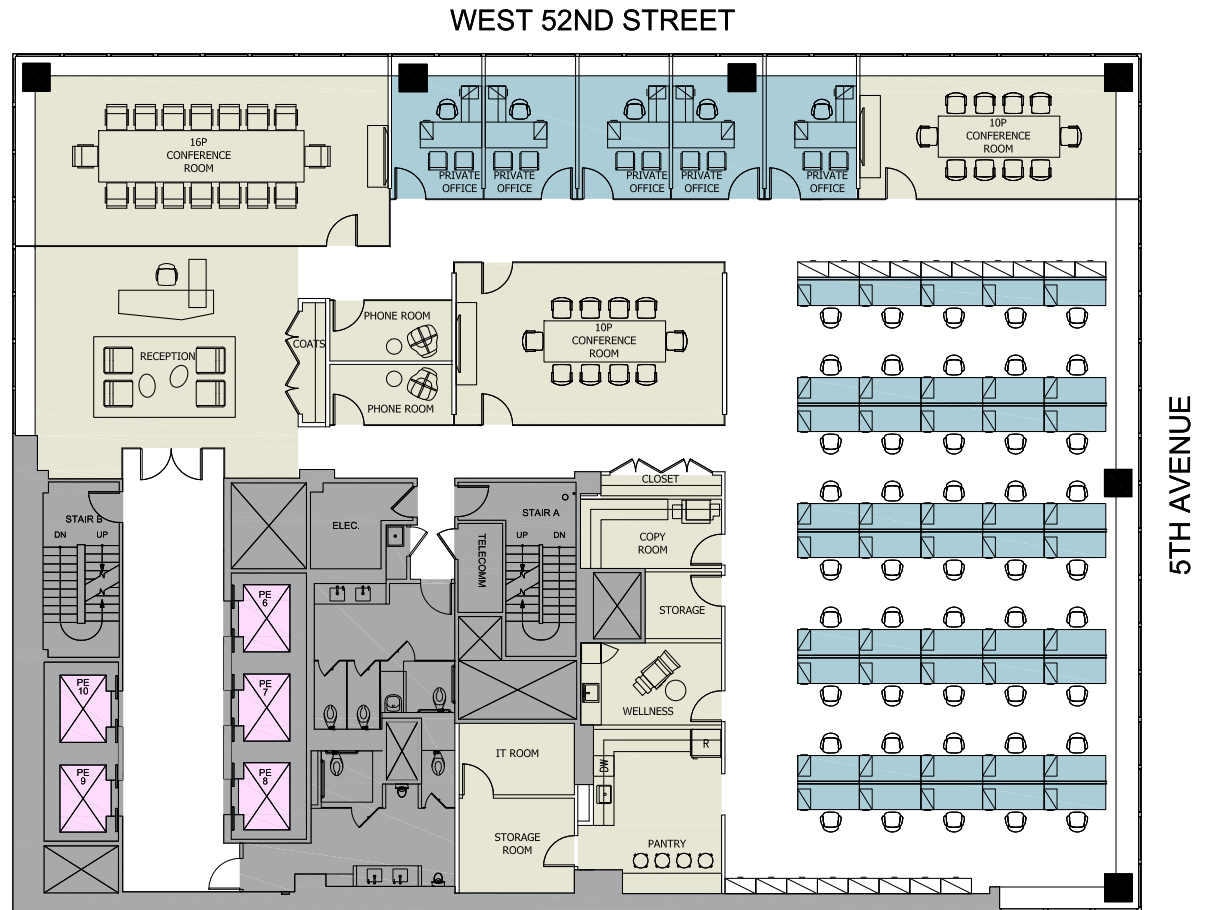 WEST 52ND STREET
16P
CONFERENCE
ROOM
PRIVATE
OFFICE
PRIVATE
OFFICE
PRIVATE
OFFICE
PRIVATE
OFFICE
PRIVATE
OFFICE
10P
CONFERENCE
ROOM
RECEPTION
COATS
PHONE ROOM
PHONE ROOM
10P
CONFERENCE
ROOM
5TH AVENUE
STAIR B
DN
UP
ELEC.
TELECOMM
STAIR A
UP
DN
CLOSET
COPY
ROOM
STORAGE
PE
6
PE
7
PE
8
PE
10
PE
9
WELLNESS
IT ROOM
STORAGE
ROOM
DW
R
PANTRY